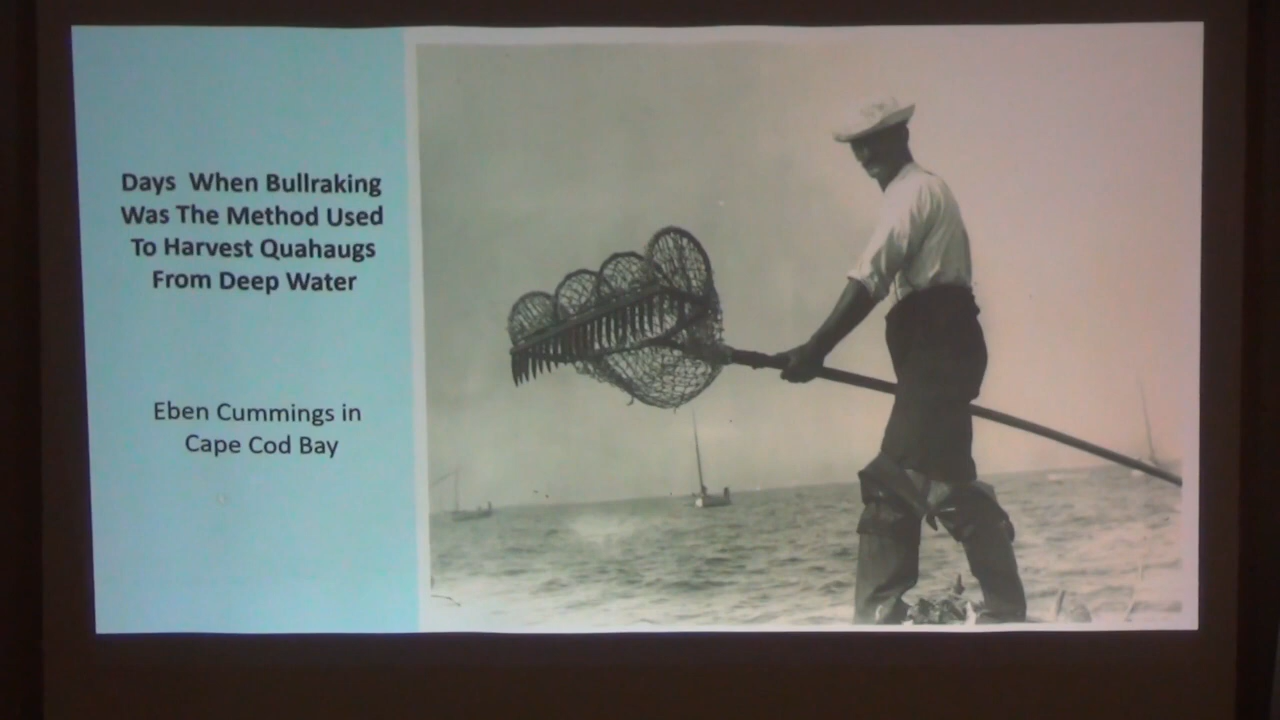 Days  When Bullraking
Was The Method Used
To Harvest Quahaugs
From Deep Water
Eben Cummings in
Cape Cod Bay